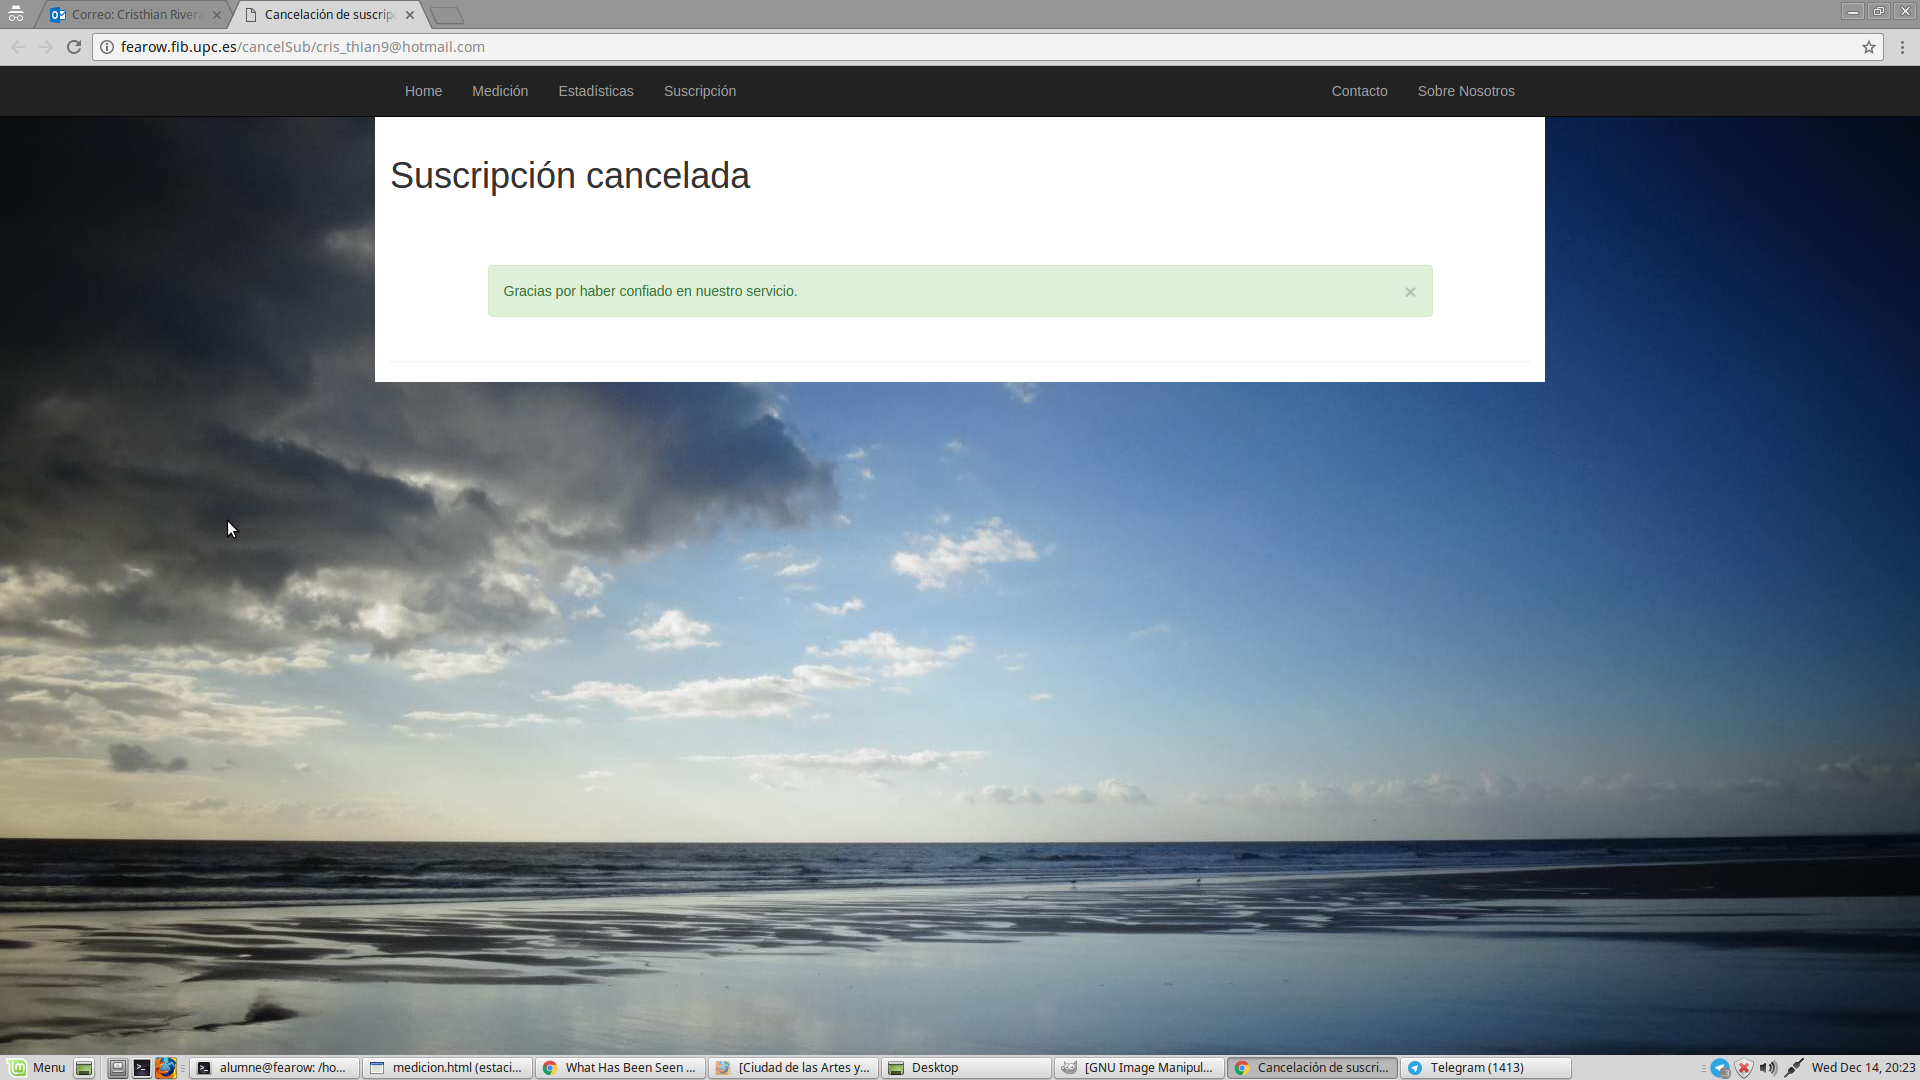 Correo: Cristhian Rivera
Cancelación de suscrip
fearow.fib.upc.es/cancelSub/cris_thian9@hotmail.com
Home Medición Estadísticas Suscripción Contacto Sobre Nosotros
Suscripción cancelada
Gracias por haber confiado en nuestro servicio. ×
Menu alumne@fearow: /ho... medicion.html (estaci... What Has Been Seen ... [Ciudad de las Artes y... Desktop [GNU Image Manipul... Cancelación de suscri... Telegram (1413) Wed Dec 14, 20:23